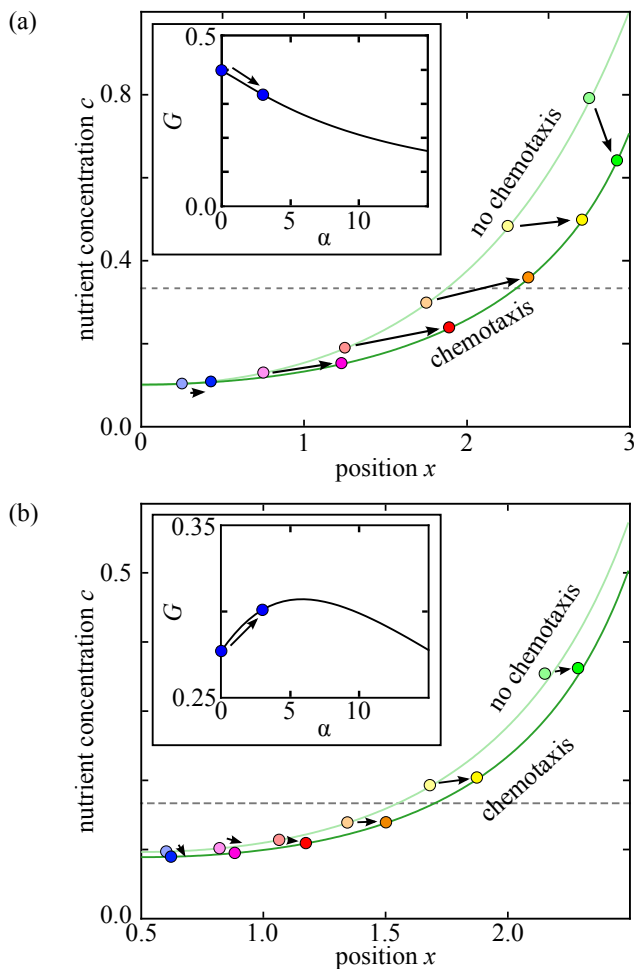 (a)
nutrient concentration c
0.8
0.4
0.0
0
1
2
3
position x
no chemotaxis
chemotaxis
G
0.5
0.0
0
5
10
α
(b)
nutrient concentration c
0.5
0.0
0.5
1.0
1.5
2.0
position x
no chemotaxis
chemotaxis
G
0.35
0.25
0
5
10
α